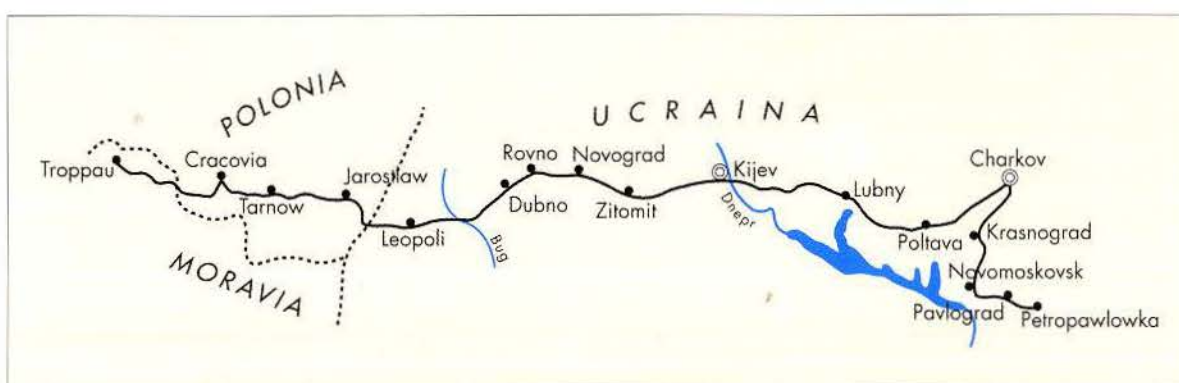 POLONIA
UCRAINA
MORAVIA
Troppau
Cracovia
Tarnow
Jarostlaw
Leopoli
Bug
Dubno
Rovno
Novograd
Zitomit
Kijev
Dnepr
Lubny
Poltava
Charkov
Krasnograd
Novomoskovsk
Pavlograd
Petropawlowka